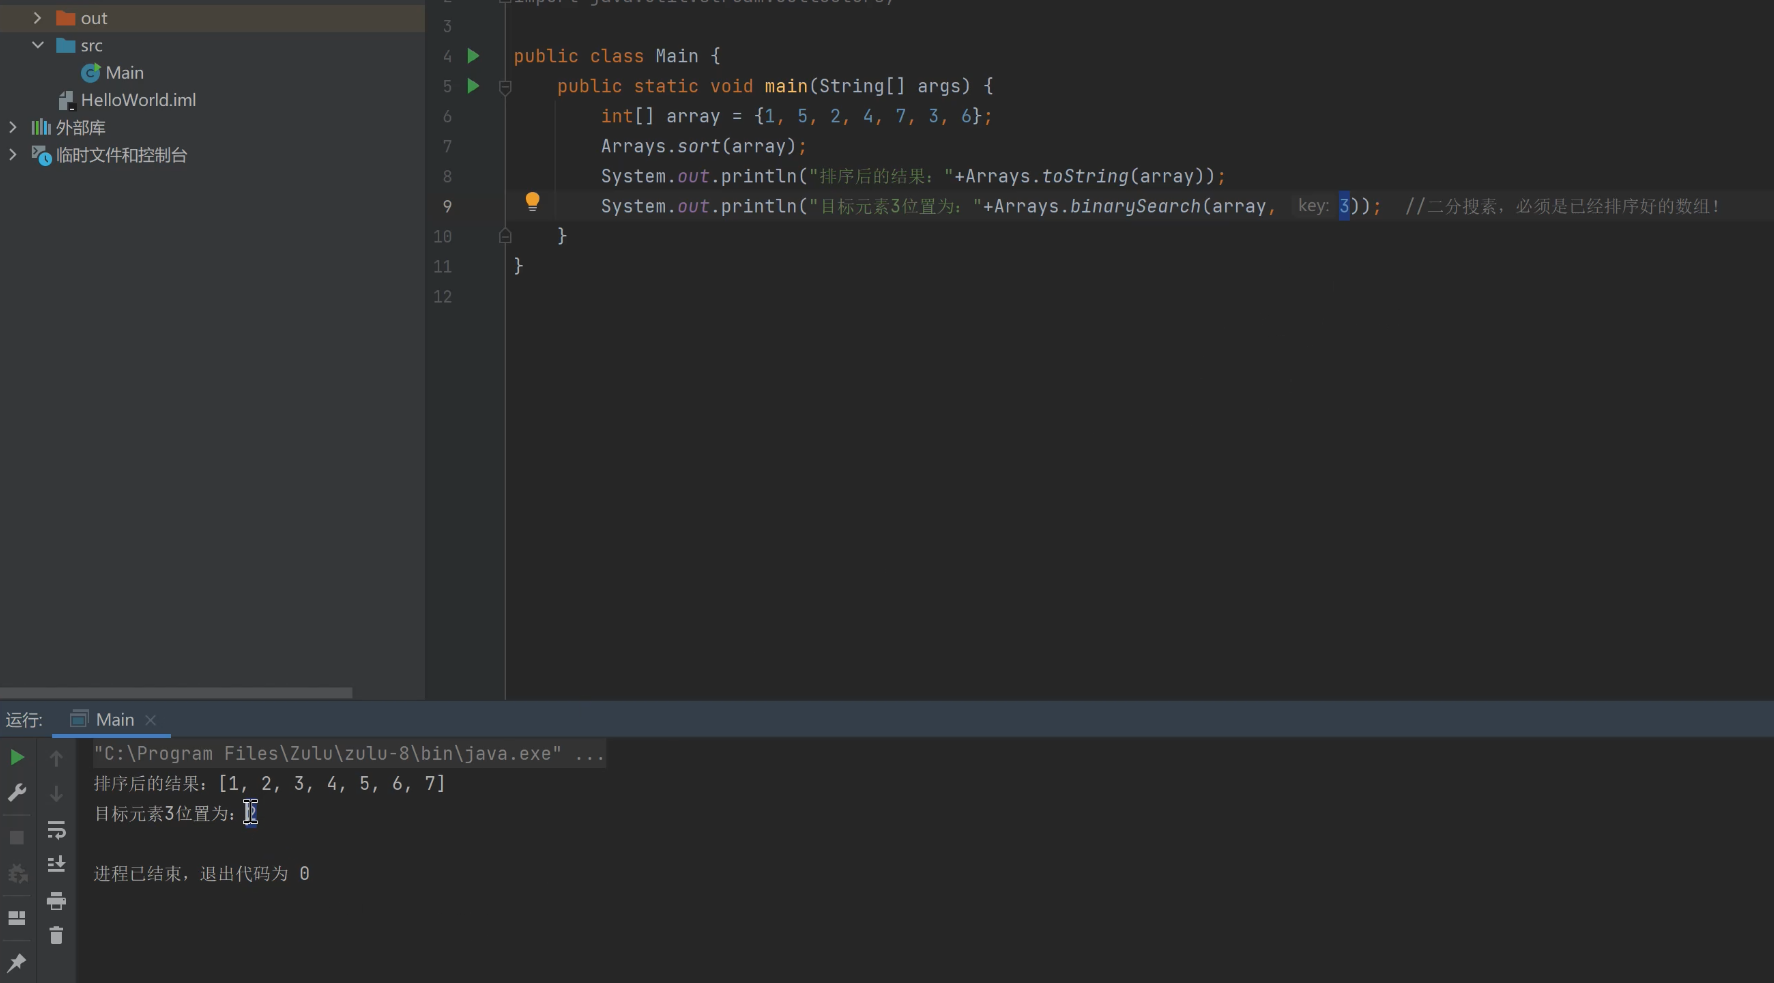 out
src
Main
HelloWorld.iml
外部库
临时文件和控制台
3
4 public class Main {
5 public static void main(String[] args) {
6 int[] array = {1, 5, 2, 4, 7, 3, 6};
7 Arrays.sort(array);
8 System.out.println("排序后的结果："+Arrays.toString(array));
9 System.out.println("目标元素3位置为："+Arrays.binarySearch(array, key: 3)); //二分搜素，必须是已经排序好的数组！
10 }
11 }
12
运行: Main
"C:\Program Files\Zulu\zulu-8\bin\java.exe" ...
排序后的结果：[1, 2, 3, 4, 5, 6, 7]
目标元素3位置为：
进程已结束，退出代码为 0